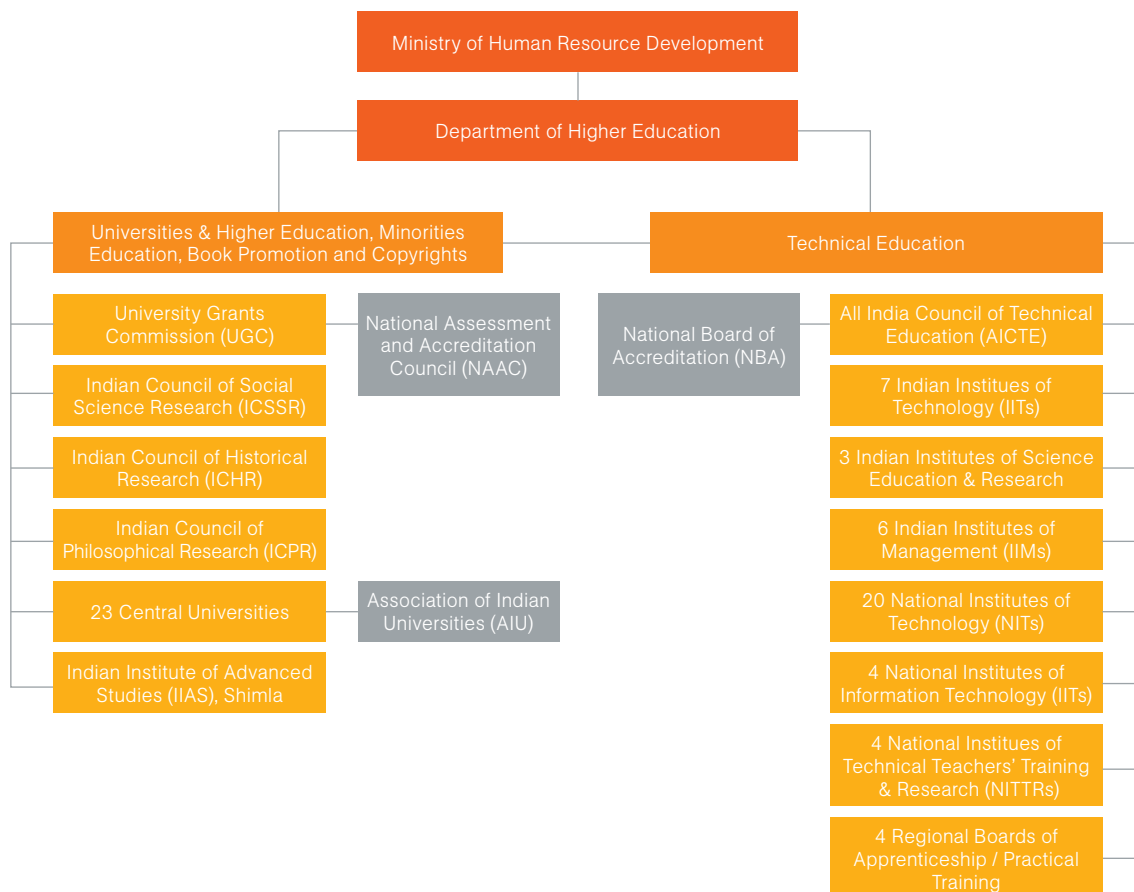 Ministry of Human Resource Development
Department of Higher Education
Universities & Higher Education, Minorities
Education, Book Promotion and Copyrights
Technical Education
University Grants
Commission (UGC)
National Assessment
and Accreditation
Council (NAAC)
Indian Council of Social
Science Research (ICSSR)
Indian Council of Historical
Research (ICHR)
Indian Council of
Philosophical Research (ICPR)
23 Central Universities
Association of Indian
Universities (AIU)
Indian Institute of Advanced
Studies (IIAS), Shimla
National Board of
Accreditation (NBA)
All India Council of Technical
Education (AICTE)
7 Indian Institues of
Technology (IITs)
3 Indian Institutes of Science
Education & Research
6 Indian Institutes of
Management (IIMs)
20 National Institutes of
Technology (NITs)
4 National Institutes of
Information Technology (IITs)
4 National Institues of
Technical Teachers’ Training
& Research (NITTRs)
4 Regional Boards of
Apprenticeship / Practical
Training